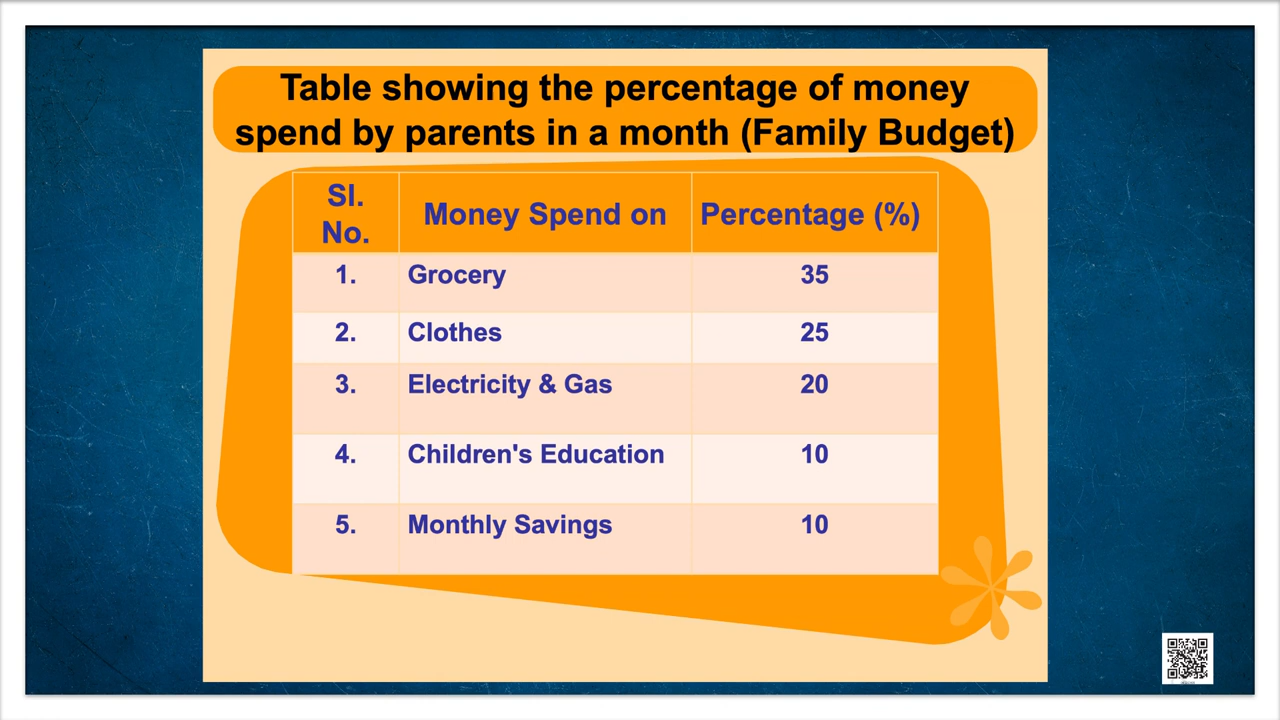 Table showing the percentage of money
spend by parents in a month (Family Budget)
Sl. No. Money Spend on Percentage (%)
1. Grocery 35
2. Clothes 25
3. Electricity & Gas 20
4. Children's Education 10
5. Monthly Savings 10